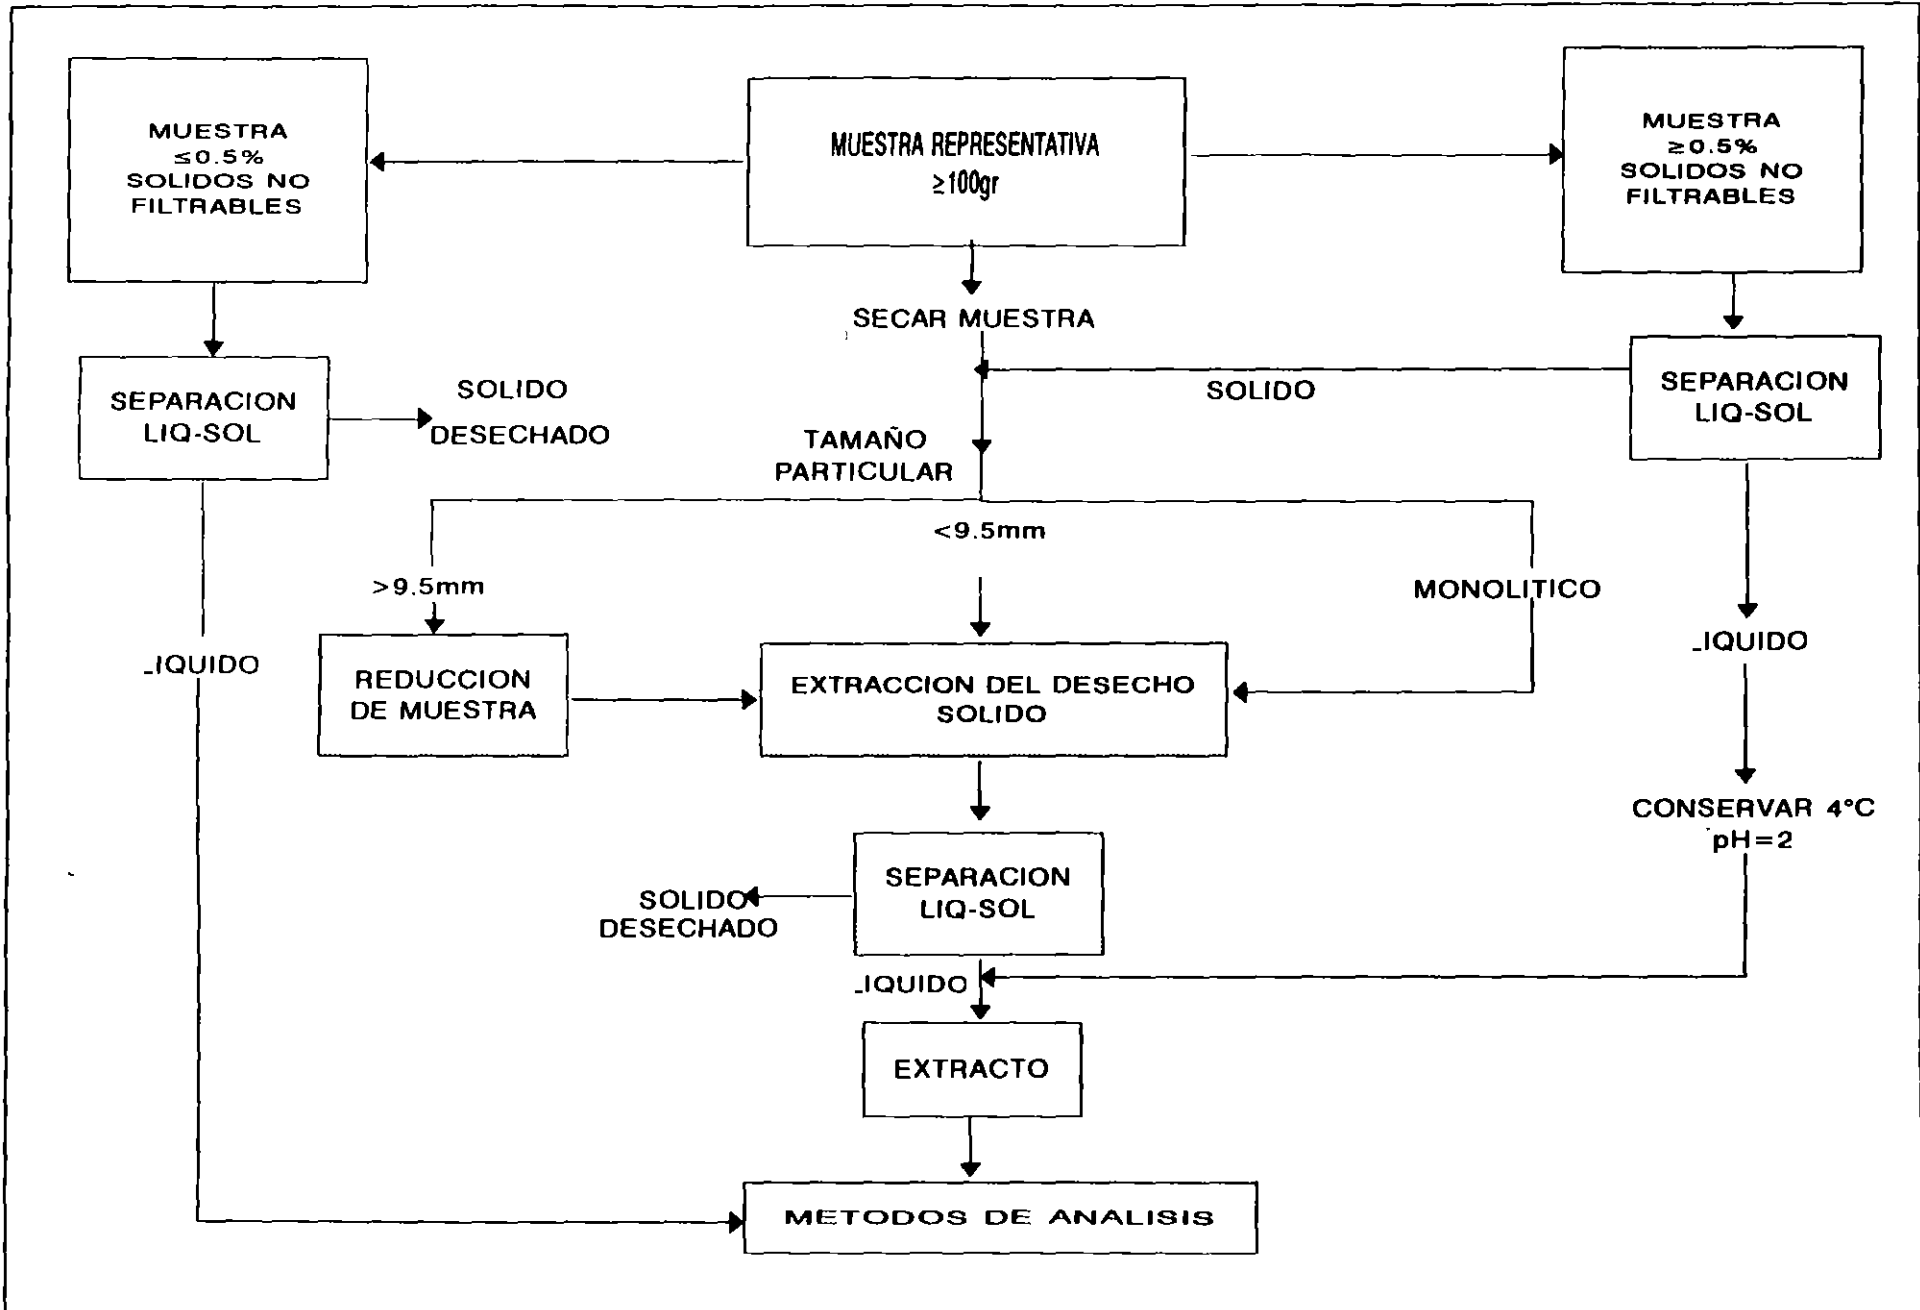 MUESTRA
≤0.5%
SOLIDOS NO
FILTRABLES
MUESTRA REPRESENTATIVA
≥100gr
MUESTRA
≥0.5%
SOLIDOS NO
FILTRABLES
SECAR MUESTRA
SEPARACION
LIQ-SOL
SOLIDO
DESECHADO
SOLIDO
SEPARACION
LIQ-SOL
TAMAÑO
PARTICULAR
<9.5mm
>9.5mm
MONOLITICO
LIQUIDO
REDUCCION
DE MUESTRA
EXTRACCION DEL DESECHO
SOLIDO
LIQUIDO
CONSERVAR 4°C
pH=2
SEPARACION
LIQ-SOL
SOLIDO
DESECHADO
LIQUIDO
EXTRACTO
METODOS DE ANALISIS